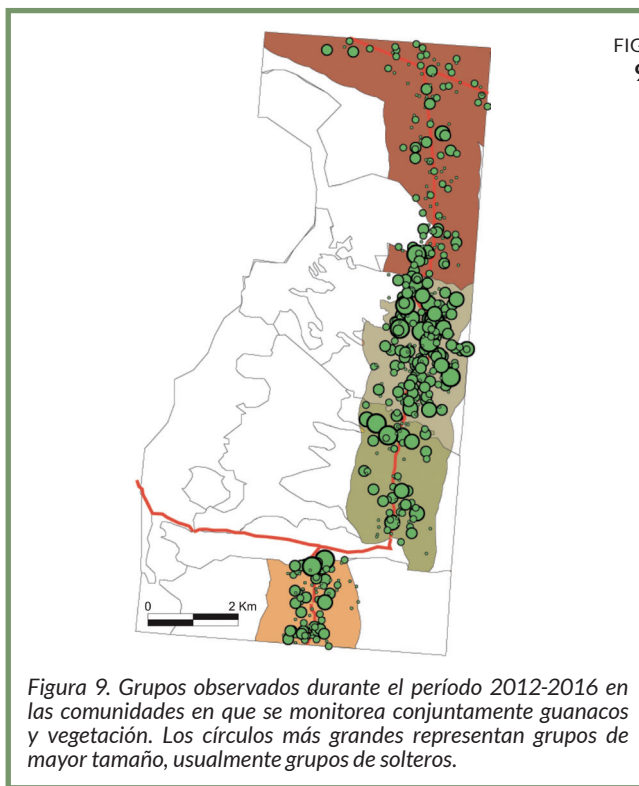 FIG
9
0 2 Km
Figura 9. Grupos observados durante el período 2012-2016 en
las comunidades en que se monitorea conjuntamente guanacos
y vegetación. Los círculos más grandes representan grupos de
mayor tamaño, usualmente grupos de solteros.